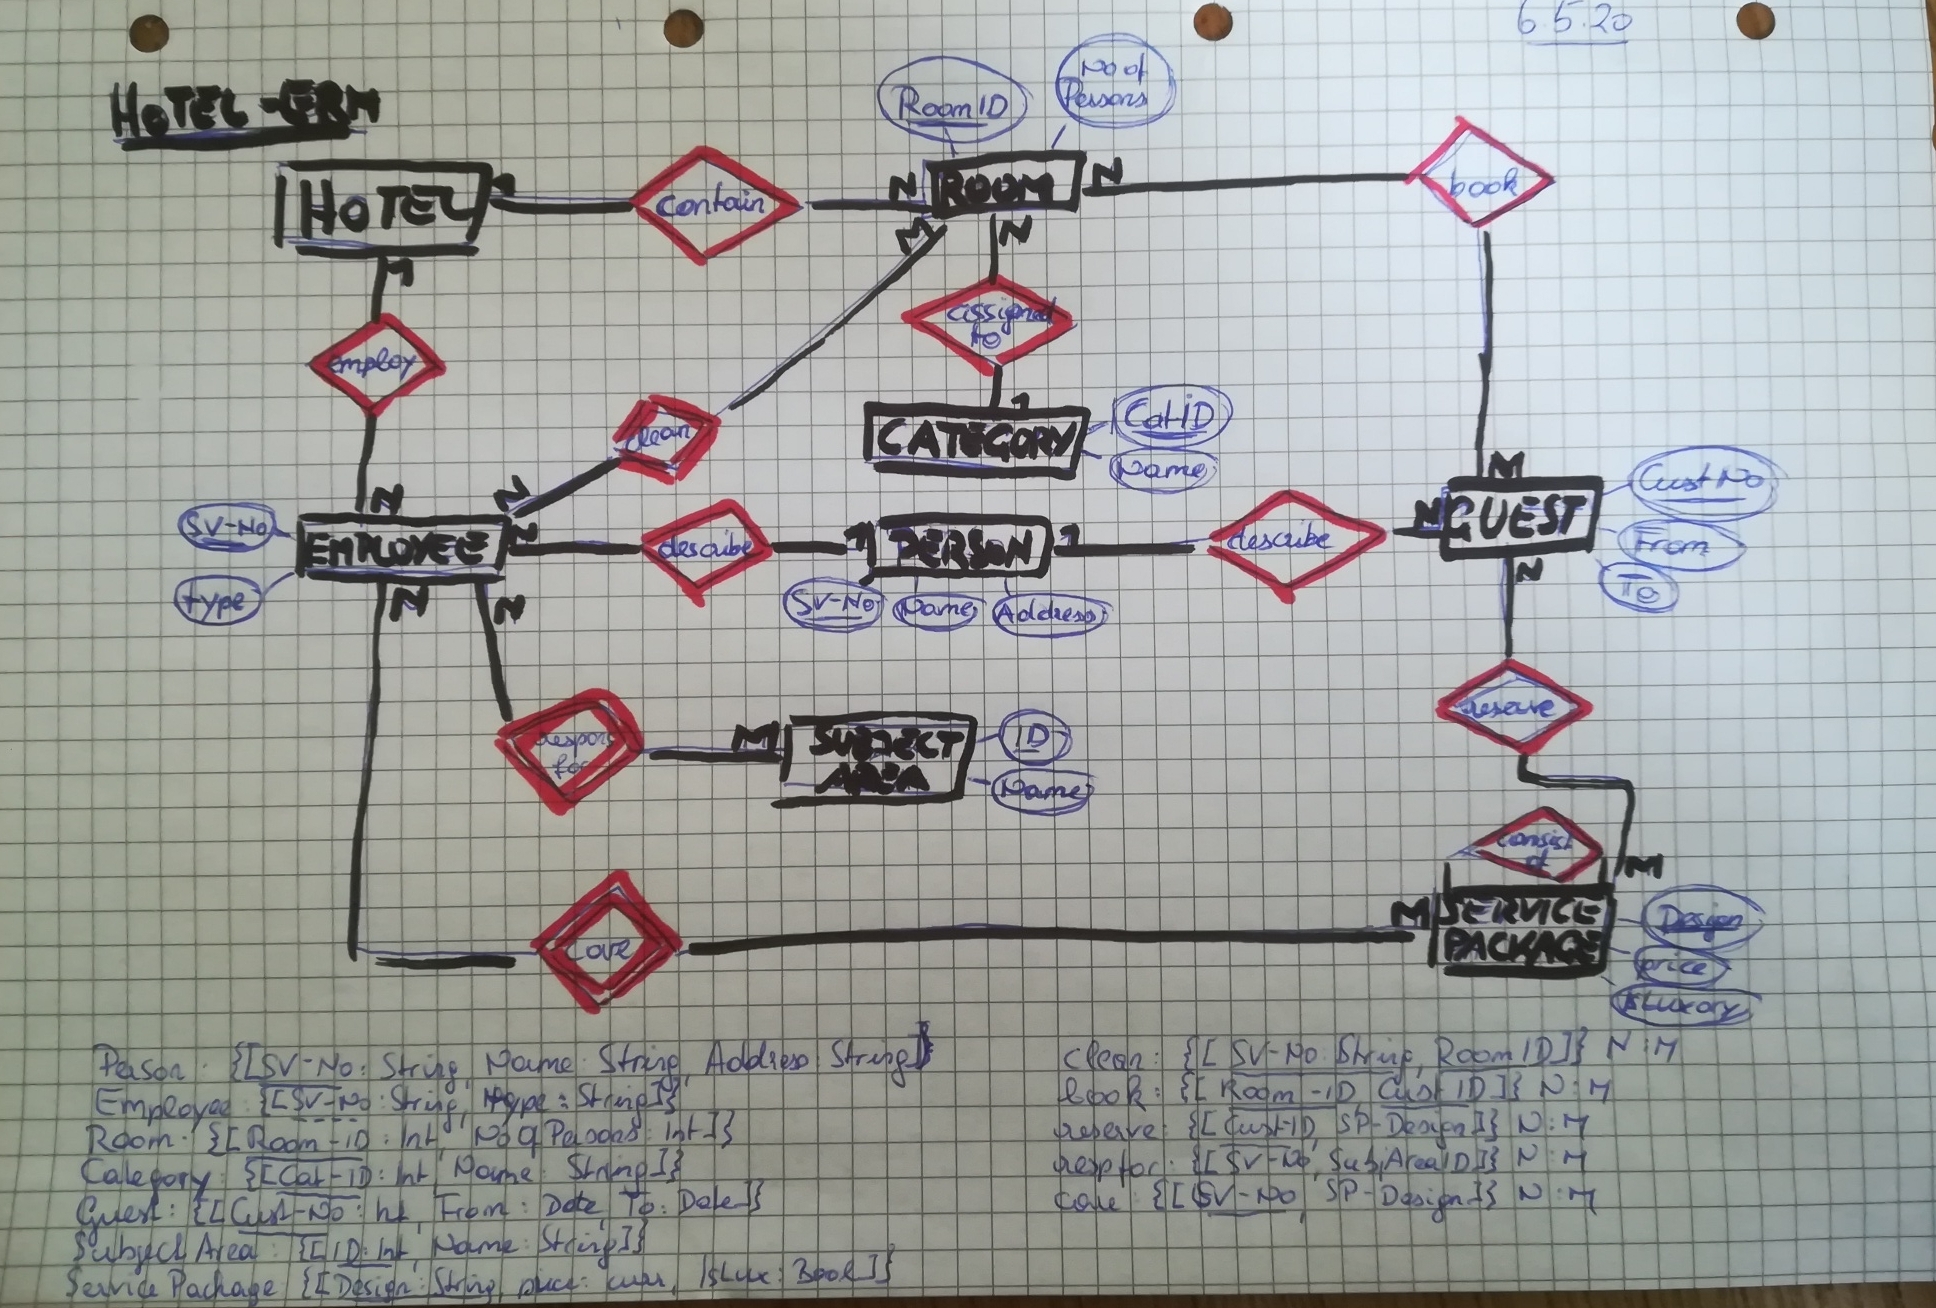 6.5.20
HOTEL-ERM
Room ID
No of
Persons
HOTEL
1
contain
N
ROOM
N
book
M
M
N
employ
assigned
to
clean
1
CATEGORY
Cat-ID
Name
N
N
M
SV-No
type
EMPLOYEE
N
describe
1
PERSON
1
describe
N
GUEST
Cust No
From
To
SV-No
Name
Address
N
N
N
respons
for
M
SUBJECT
AREA
ID
Name
reserve
consist
of
M
care
M
SERVICE
PACKAGE
Design
price
isLuxory
Person: {[SV-No: String, Name: String, Address: String]}
Employee: {[SV-No: String, type: String]}
Room: {[Room-ID: Int, No of Persons: Int]}
Category: {[Cat-ID: Int, Name: String]}
Guest: {[Cust-No: Int, From: Date, To: Date]}
Subject Area: {[ID: Int, Name: String]}
Service Package {[Design: String, price: curr, IsLux: Bool]}
clean: {[SV-No: String, Room ID]} N:M
book: {[Room-ID, Cust ID]} N:M
reserve: {[Cust-ID, SP-Design]} N:M
resp for: {[SV-No, SubAreaID]} N:M
care {[SV-No, SP-Design]} N:M